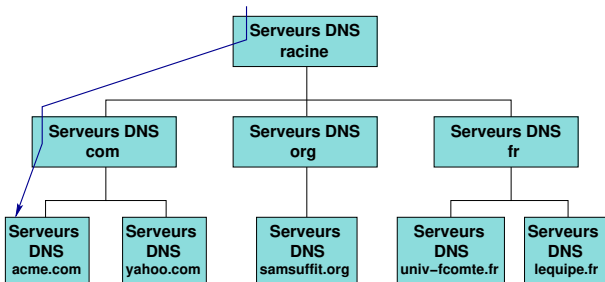 Serveurs DNS
racine
Serveurs DNS
com
Serveurs DNS
org
Serveurs DNS
fr
Serveurs
DNS
acme.com
Serveurs
DNS
yahoo.com
Serveurs
DNS
samsuffit.org
Serveurs
DNS
univ−fcomte.fr
Serveurs
DNS
lequipe.fr